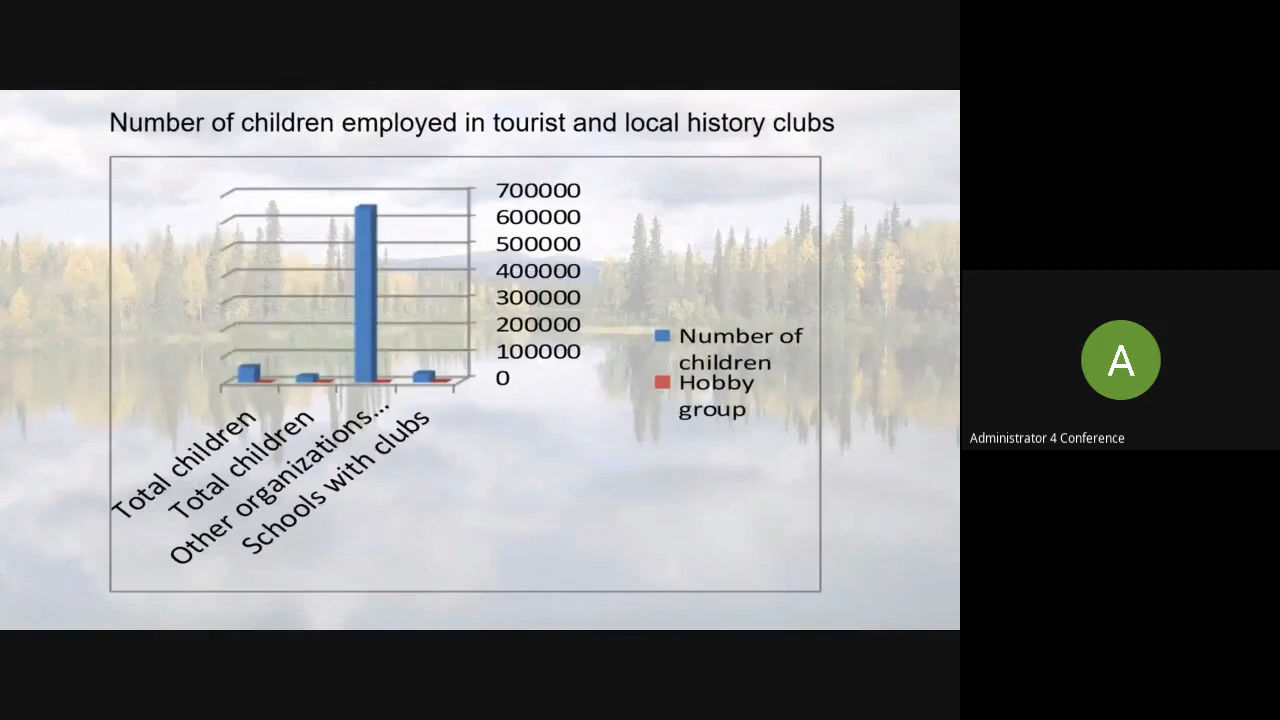 Number of children employed in tourist and local history clubs
700000
600000
500000
400000
300000
200000
100000
0
Number of
children
Hobby
group
Total children
Total children
Other organizations...
Schools with clubs
A
Administrator 4 Conference